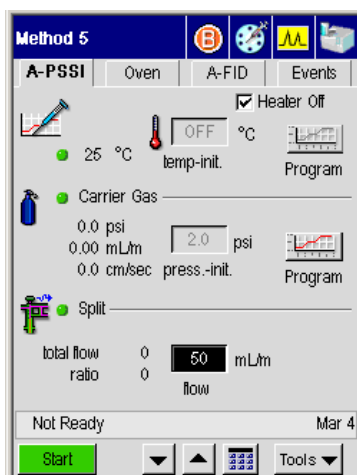 Method 5
B
A-PSSI Oven A-FID Events
Heater Off
25 °C OFF °C
temp-init. Program
Carrier Gas
0.0 psi
0.00 mL/m 2.0 psi
0.0 cm/sec press.-init. Program
Split
total flow 0 50 mL/m
ratio 0
flow
Not Ready Mar 4
Start Tools